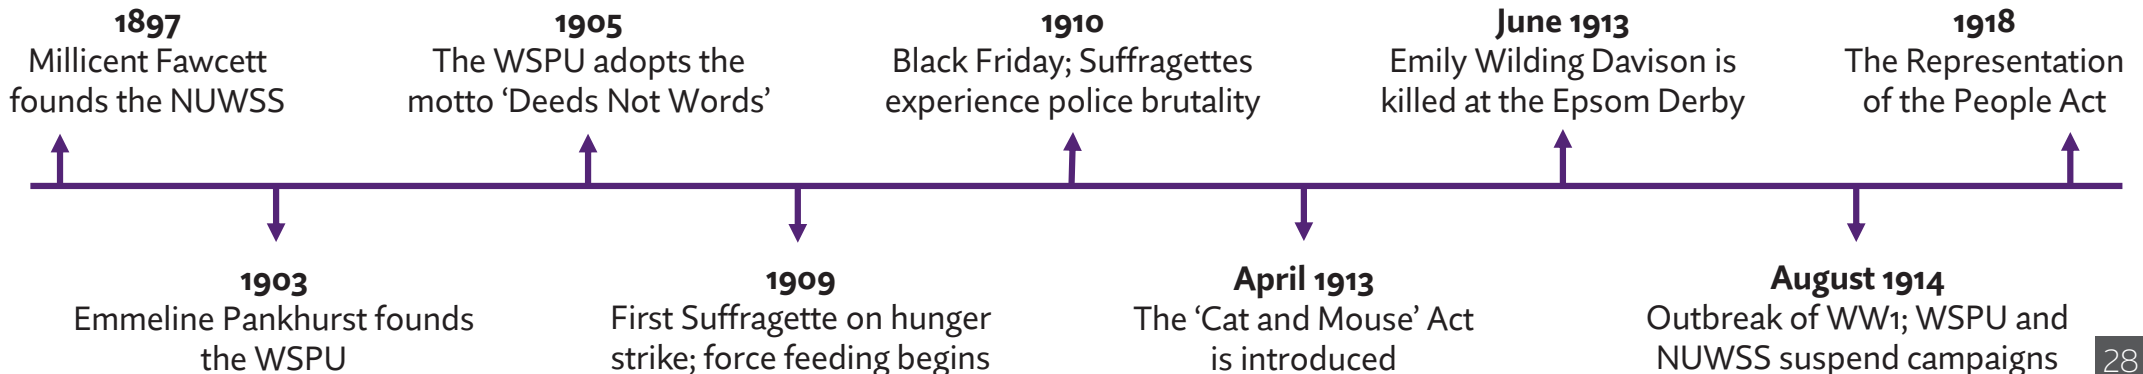 1897
Millicent Fawcett
founds the NUWSS
1905
The WSPU adopts the
motto ‘Deeds Not Words’
1910
Black Friday; Suffragettes
experience police brutality
June 1913
Emily Wilding Davison is
killed at the Epsom Derby
1918
The Representation
of the People Act
1903
Emmeline Pankhurst founds
the WSPU
1909
First Suffragette on hunger
strike; force feeding begins
April 1913
The ‘Cat and Mouse’ Act
is introduced
August 1914
Outbreak of WW1; WSPU and
NUWSS suspend campaigns
28